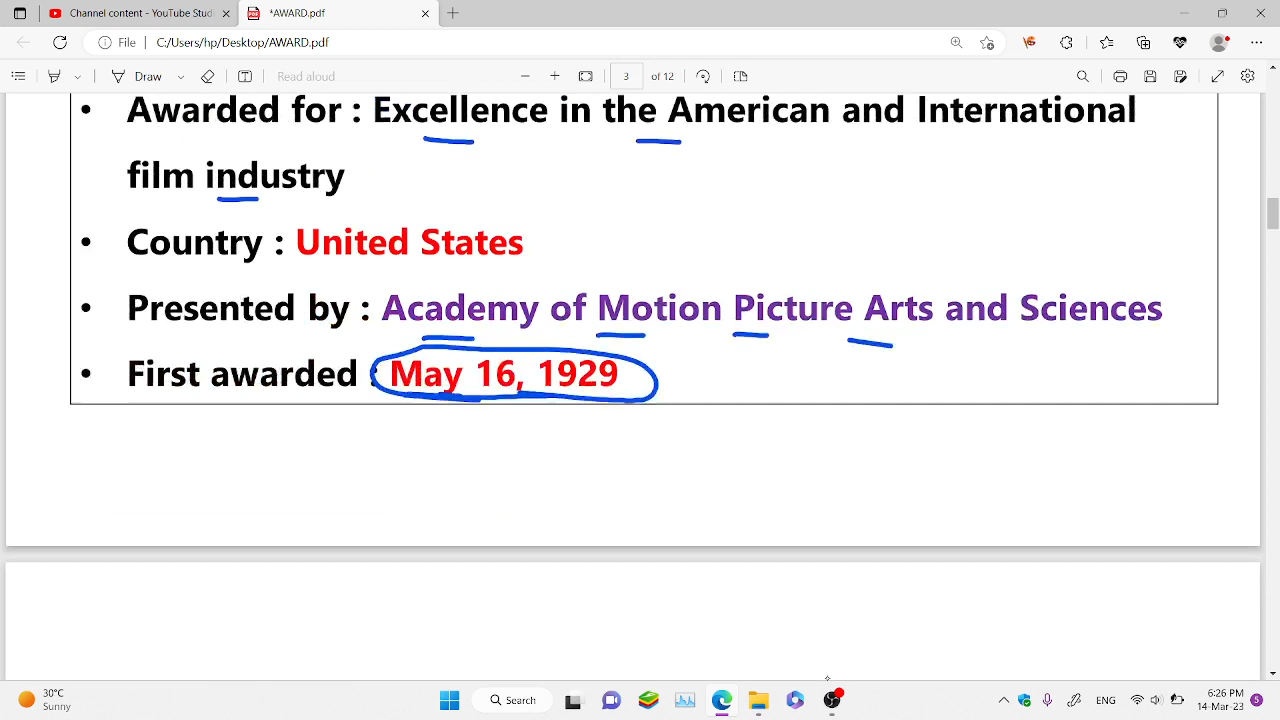 Channel content - YouTube Stud
*AWARD.pdf
File
C:/Users/hp/Desktop/AWARD.pdf
Draw
Read aloud
3
of 12
• Awarded for : Excellence in the American and International
film industry
• Country : United States
• Presented by : Academy of Motion Picture Arts and Sciences
• First awarded : May 16, 1929
30°C
Sunny
Search
ENG
6:26 PM
14-Mar-23
5